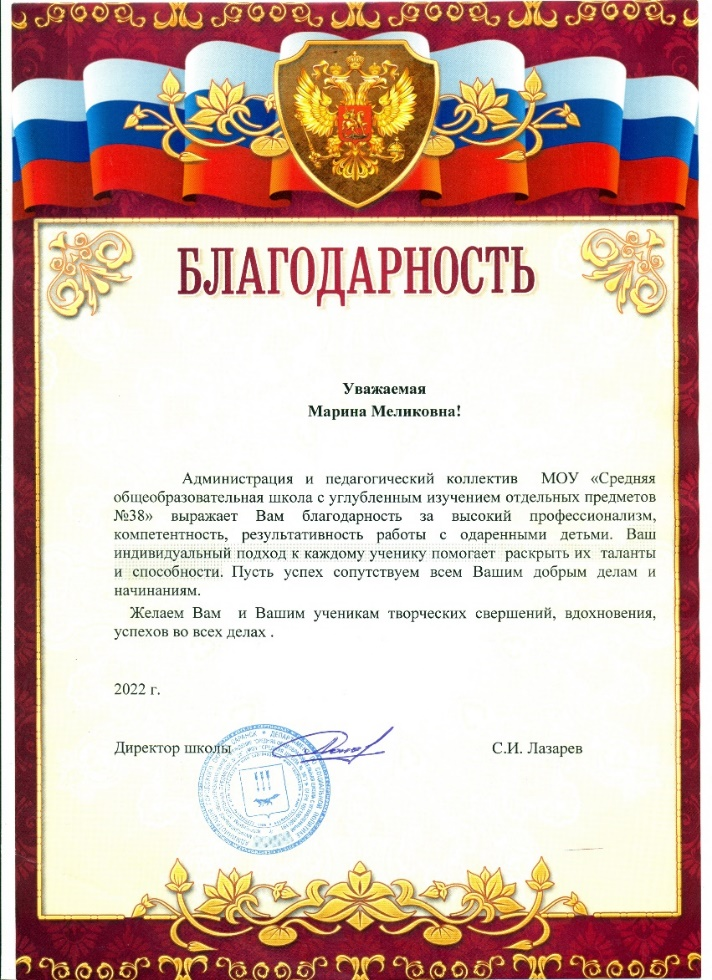 БЛАГОДАРНОСТЬ
Уважаемая
Марина Меликовна!
Администрация и педагогический коллектив МОУ «Средняя
общеобразовательная школа с углубленным изучением отдельных предметов
№38» выражает Вам благодарность за высокий профессионализм,
компетентность, результативность работы с одаренными детьми. Ваш
индивидуальный подход к каждому ученику помогает раскрыть их таланты
и способности. Пусть успех сопутствуем всем Вашим добрым делам и
начинаниям.
Желаем Вам и Вашим ученикам творческих свершений, вдохновения,
успехов во всех делах .
2022 г.
Директор школы
С.И. Лазарев